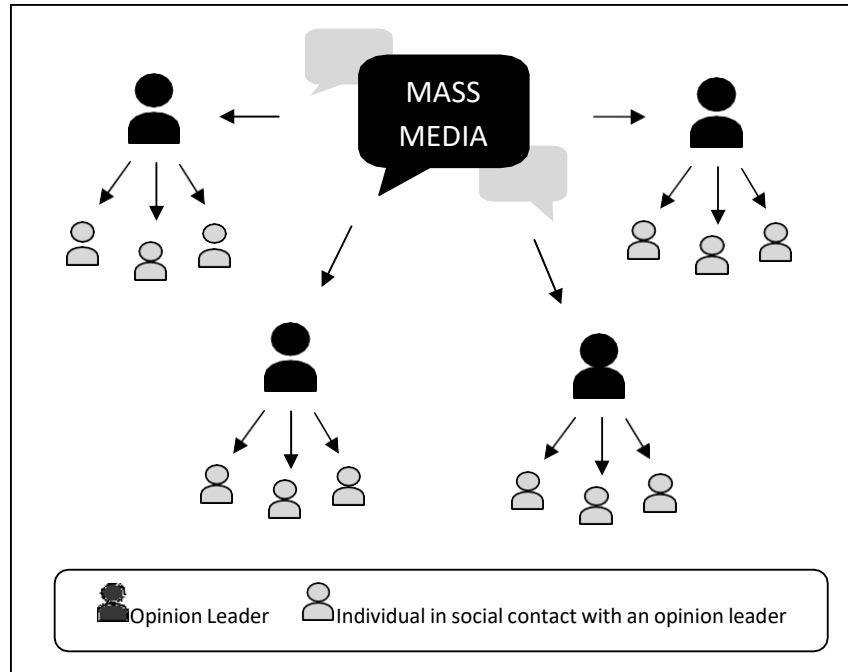 MASS
MEDIA
Opinion Leader
Individual in social contact with an opinion leader